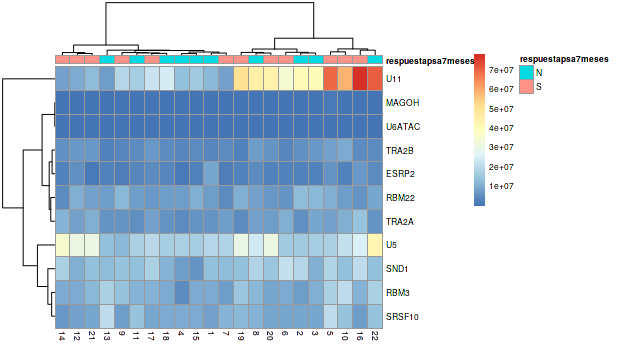 respuestapsa7meses
respuestapsa7meses
N
S
7e+07
6e+07
5e+07
4e+07
3e+07
2e+07
1e+07
U11
MAGOH
U6ATAC
TRA2B
ESRP2
RBM22
TRA2A
U5
SND1
RBM3
SRSF10
14
12
21
13
9
11
17
18
4
15
1
7
19
8
20
6
2
3
5
10
16
22